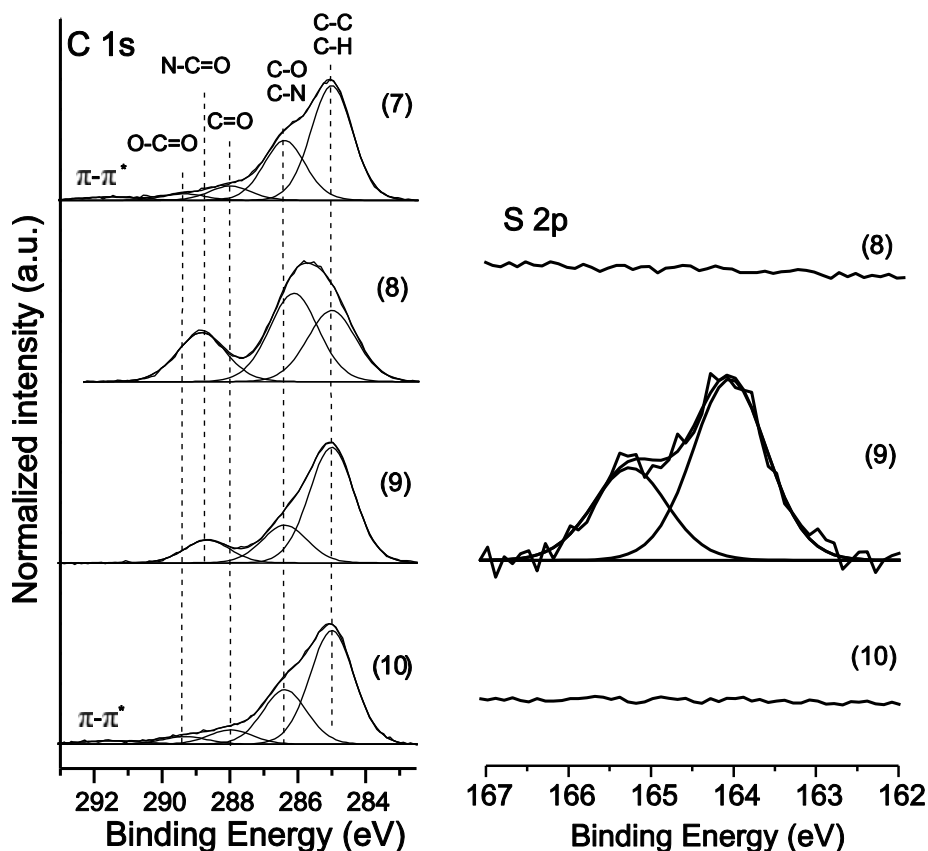 C 1s
C-C
C-H
N-C=O
C-O
C-N
C=O
O-C=O
π-π*
(7)
(8)
(9)
(10)
π-π*
Normalized intensity (a.u.)
292 290 288 286 284
Binding Energy (eV)
S 2p
(8)
(9)
(10)
167 166 165 164 163 162
Binding Energy (eV)